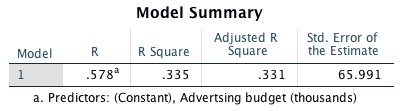 Model Summary
Model R R Square Adjusted R Square Std. Error of the Estimate
1 .578a .335 .331 65.991
a. Predictors: (Constant), Advertsing budget (thousands)